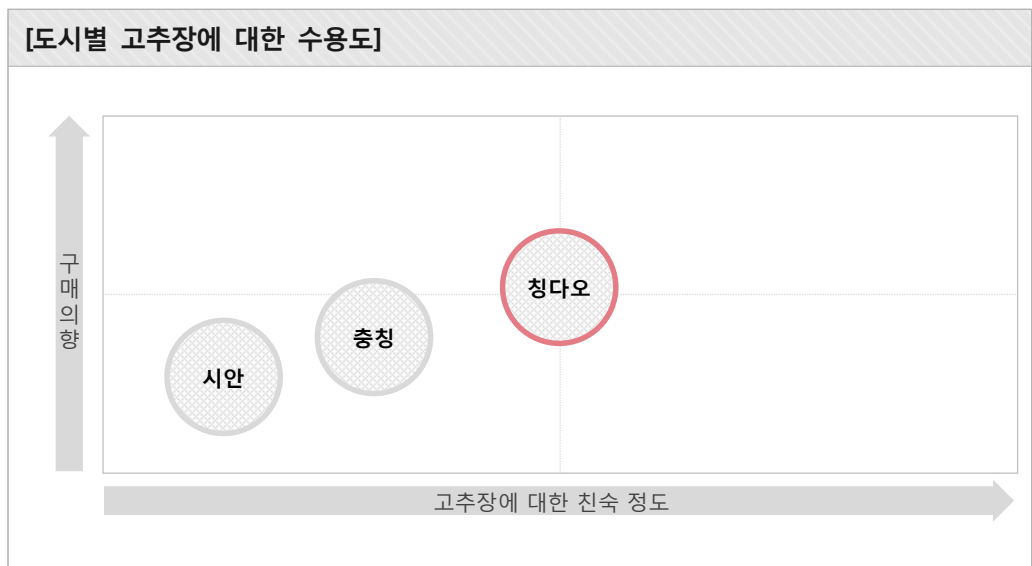 [도시별 고추장에 대한 수용도]
구매의향
칭다오
충칭
시안
고추장에 대한 친숙 정도